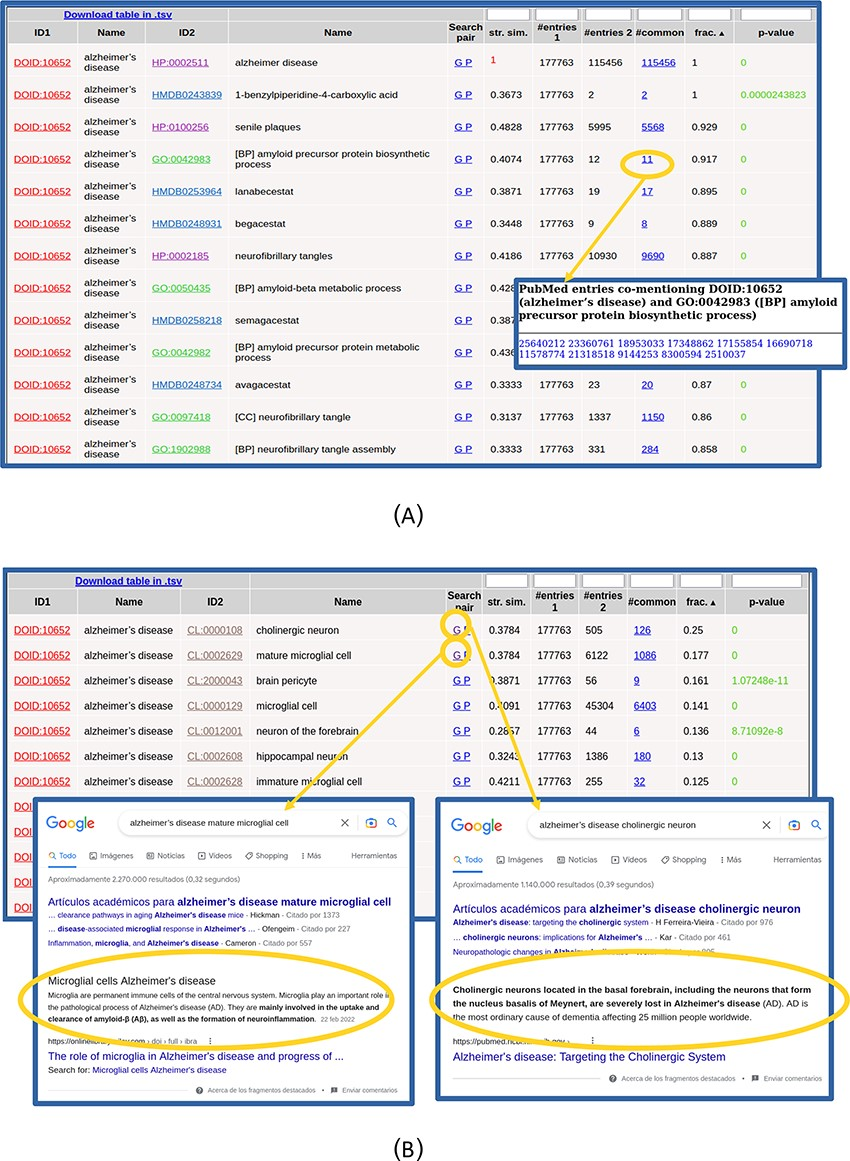 Download table in .tsv
ID1 Name ID2 Name Search pair str. sim. #entries 1 #entries 2 #common frac. ▲ p-value
DOID:10652 alzheimer's disease HP:0002511 alzheimer disease G P 1 177763 115456 115456 1 0
DOID:10652 alzheimer's disease HMDB0243839 1-benzylpiperidine-4-carboxylic acid G P 0.3673 177763 2 2 1 0.0000243823
DOID:10652 alzheimer's disease HP:0100256 senile plaques G P 0.4828 177763 5995 5568 0.929 0
DOID:10652 alzheimer's disease GO:0042983 [BP] amyloid precursor protein biosynthetic process G P 0.4074 177763 12 11 0.917 0
DOID:10652 alzheimer's disease HMDB0253964 lanabecestat G P 0.3871 177763 19 17 0.895 0
DOID:10652 alzheimer's disease HMDB0248931 begacestat G P 0.3448 177763 9 8 0.889 0
DOID:10652 alzheimer's disease HP:0002185 neurofibrillary tangles G P 0.4186 177763 10930 9690 0.887 0
DOID:10652 alzheimer's disease GO:0050435 [BP] amyloid-beta metabolic process G P
DOID:10652 alzheimer's disease HMDB0258218 semagacestat G P
DOID:10652 alzheimer's disease GO:0042982 [BP] amyloid precursor protein metabolic process G P
PubMed entries co-mentioning DOID:10652
(alzheimer's disease) and GO:0042983 ([BP] amyloid
precursor protein biosynthetic process)
25640212 23360761 18953033 17348862 17155854 16690718
11578774 21318518 9144253 8300594 2510037
DOID:10652 alzheimer's disease HMDB0248734 avagacestat G P 0.3333 177763 23 20 0.87 0
DOID:10652 alzheimer's disease GO:0097418 [CC] neurofibrillary tangle G P 0.3137 177763 1337 1150 0.86 0
DOID:10652 alzheimer's disease GO:1902988 [BP] neurofibrillary tangle assembly G P 0.3333 177763 331 284 0.858 0
(A)
Download table in .tsv
ID1 Name ID2 Name Search pair str. sim. #entries 1 #entries 2 #common frac. ▲ p-value
DOID:10652 alzheimer's disease CL:0000108 cholinergic neuron G P 0.3784 177763 505 126 0.25 0
DOID:10652 alzheimer's disease CL:0002629 mature microglial cell G P 0.3784 177763 6122 1086 0.177 0
DOID:10652 alzheimer's disease CL:2000043 brain pericyte G P 0.3871 177763 56 9 0.161 1.07248e-11
DOID:10652 alzheimer's disease CL:0000129 microglial cell G P 0.4091 177763 45304 6403 0.141 0
DOID:10652 alzheimer's disease CL:0012001 neuron of the forebrain G P 0.2857 177763 44 6 0.136 8.71092e-8
DOID:10652 alzheimer's disease CL:0002608 hippocampal neuron G P 0.3243 177763 1386 180 0.13 0
DOID:10652 alzheimer's disease CL:0002628 immature microglial cell G P 0.4211 177763 255 32 0.125 0
Google alzheimer's disease mature microglial cell
Todo Imágenes Noticias Vídeos Shopping Más Herramientas
Aproximadamente 2.270.000 resultados (0,32 segundos)
Artículos académicos para alzheimer's disease mature microglial cell
... clearance pathways in aging Alzheimer's disease mice - Hickman - Citado por 1373
... disease-associated microglial response in Alzheimer's ... - Ofengeim - Citado por 227
Inflammation, microglia, and Alzheimer's disease - Cameron - Citado por 557
Microglial cells Alzheimer's disease
Microglia are permanent immune cells of the central nervous system. Microglia play an important role in
the pathological process of Alzheimer's disease (AD). They are mainly involved in the uptake and
clearance of amyloid-β (Aβ), as well as the formation of neuroinflammation. 22 feb 2022
› doi › full › ibra
The role of microglia in Alzheimer's disease and progress of ...
Search for: Microglial cells Alzheimer's disease
Acerca de los fragmentos destacados • Enviar comentarios
Google alzheimer's disease cholinergic neuron
Todo Imágenes Noticias Vídeos Shopping Más Herramientas
Aproximadamente 1.140.000 resultados (0,39 segundos)
Artículos académicos para alzheimer's disease cholinergic neuron
Alzheimer's disease: targeting the cholinergic system - H Ferreira-Vieira - Citado por 976
... cholinergic neurons: implications for Alzheimer's ... - Kar - Citado por 461
Neuropathologic changes in
Cholinergic neurons located in the basal forebrain, including the neurons that form
the nucleus basalis of Meynert, are severely lost in Alzheimer's disease (AD). AD is
the most ordinary cause of dementia affecting 25 million people worldwide.
Alzheimer's disease: Targeting the Cholinergic System
Acerca de los fragmentos destacados • Enviar comentarios
(B)